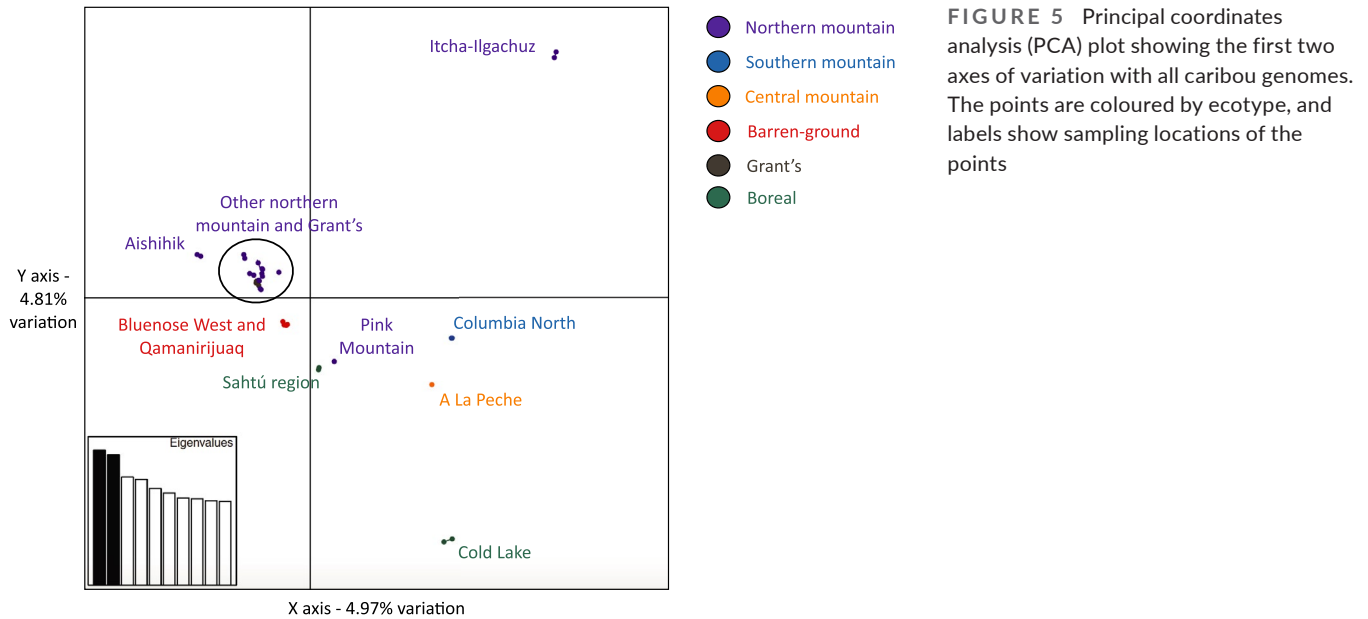 Itcha-Ilgachuz
Other northern
mountain and Grant's
Aishihik
Y axis -
4.81%
variation
Bluenose West and
Qamanirijuaq
Pink
Mountain
Columbia North
Sahtú region
A La Peche
Eigenvalues
Cold Lake
X axis - 4.97% variation
Northern mountain
Southern mountain
Central mountain
Barren-ground
Grant's
Boreal
FIGURE 5 Principal coordinates
analysis (PCA) plot showing the first two
axes of variation with all caribou genomes.
The points are coloured by ecotype, and
labels show sampling locations of the
points